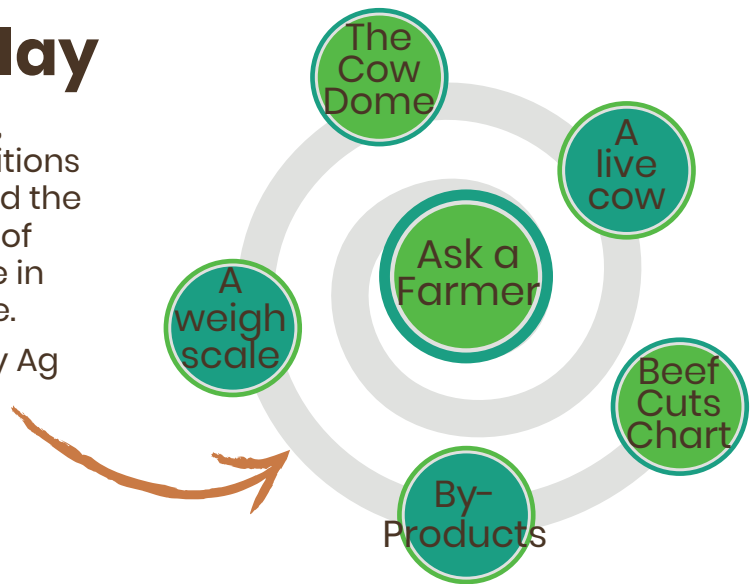 lay
itions
d the
of
e in
e.
y Ag
The
Cow
Dome
A
live
cow
Ask a
Farmer
A
weigh
scale
Beef
Cuts
Chart
By-
Products